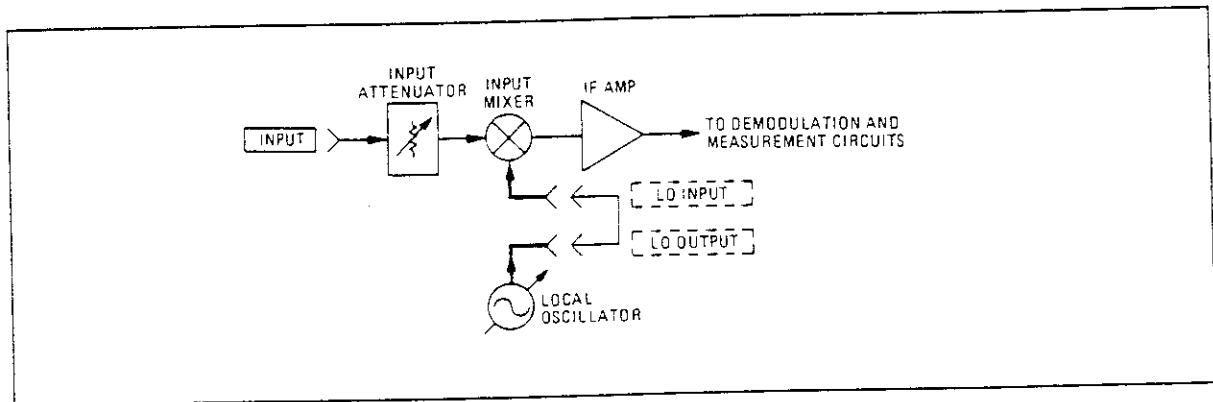 INPUT
ATTENUATOR
INPUT
MIXER
IF AMP
INPUT
TO DEMODULATION AND
MEASUREMENT CIRCUITS
LO INPUT
LO OUTPUT
LOCAL
OSCILLATOR